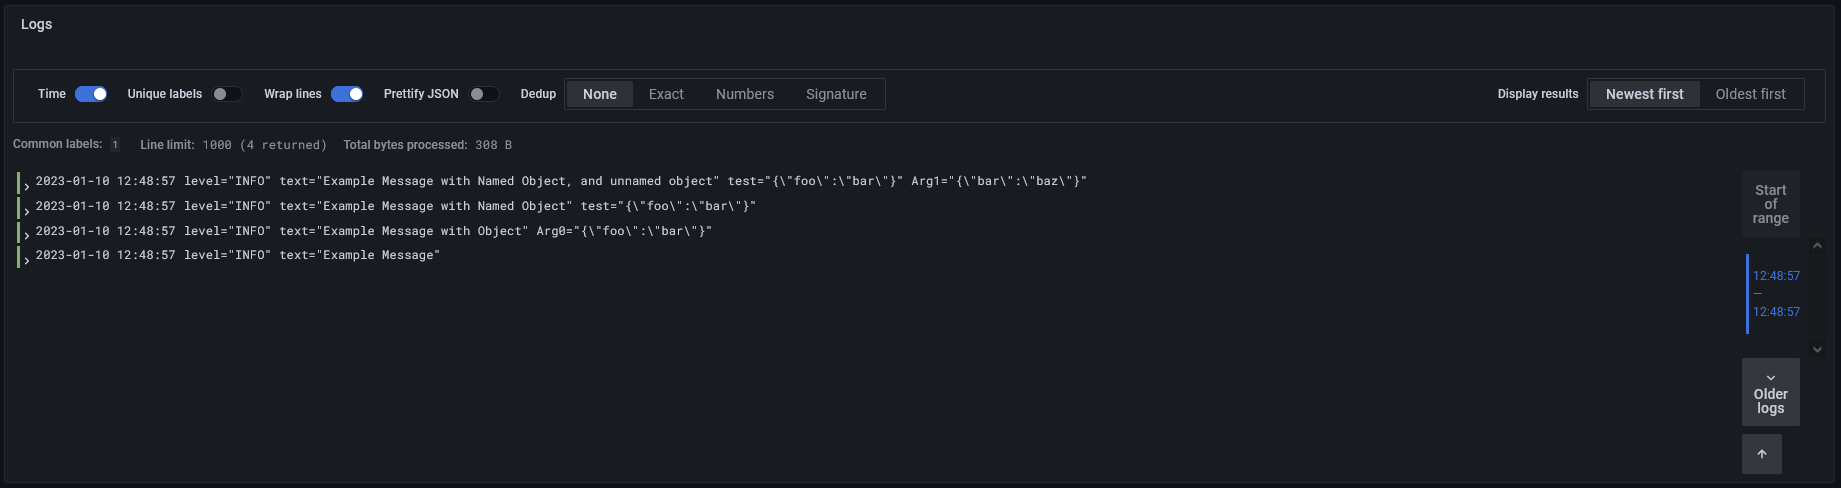 Logs
Time Unique labels Wrap lines Prettify JSON Dedup None Exact Numbers Signature Display results Newest first Oldest first
Common labels: 1 Line limit: 1000 (4 returned) Total bytes processed: 308 B
2023-01-10 12:48:57 level="INFO" text="Example Message with Named Object, and unnamed object" test="{\"foo\":\"bar\"}" Arg1="{\"bar\":\"baz\"}"
2023-01-10 12:48:57 level="INFO" text="Example Message with Named Object" test="{\"foo\":\"bar\"}"
2023-01-10 12:48:57 level="INFO" text="Example Message with Object" Arg0="{\"foo\":\"bar\"}"
2023-01-10 12:48:57 level="INFO" text="Example Message"
Start
of
range
12:48:57
—
12:48:57
Older
logs